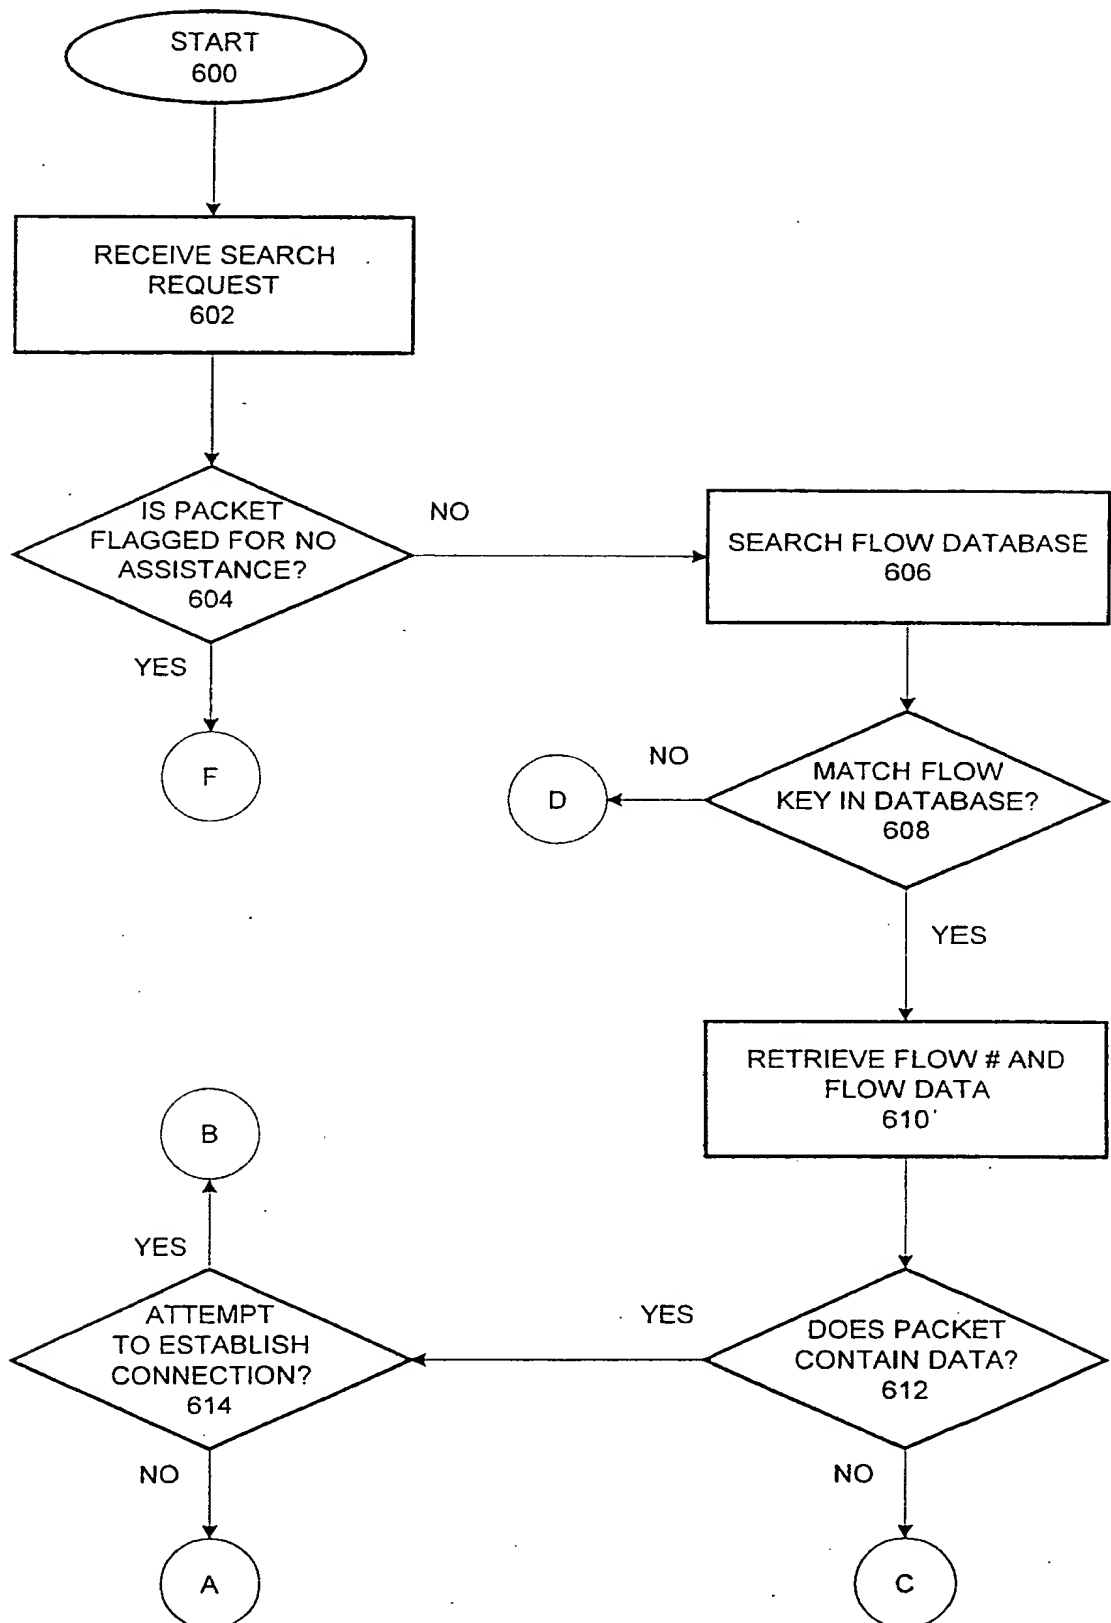 START
600
RECEIVE SEARCH
REQUEST
602
IS PACKET
FLAGGED FOR NO
ASSISTANCE?
604
NO
YES
F
SEARCH FLOW DATABASE
606
MATCH FLOW
KEY IN DATABASE?
608
NO
D
YES
RETRIEVE FLOW # AND
FLOW DATA
610
DOES PACKET
CONTAIN DATA?
612
YES
NO
C
ATTEMPT
TO ESTABLISH
CONNECTION?
614
YES
B
NO
A